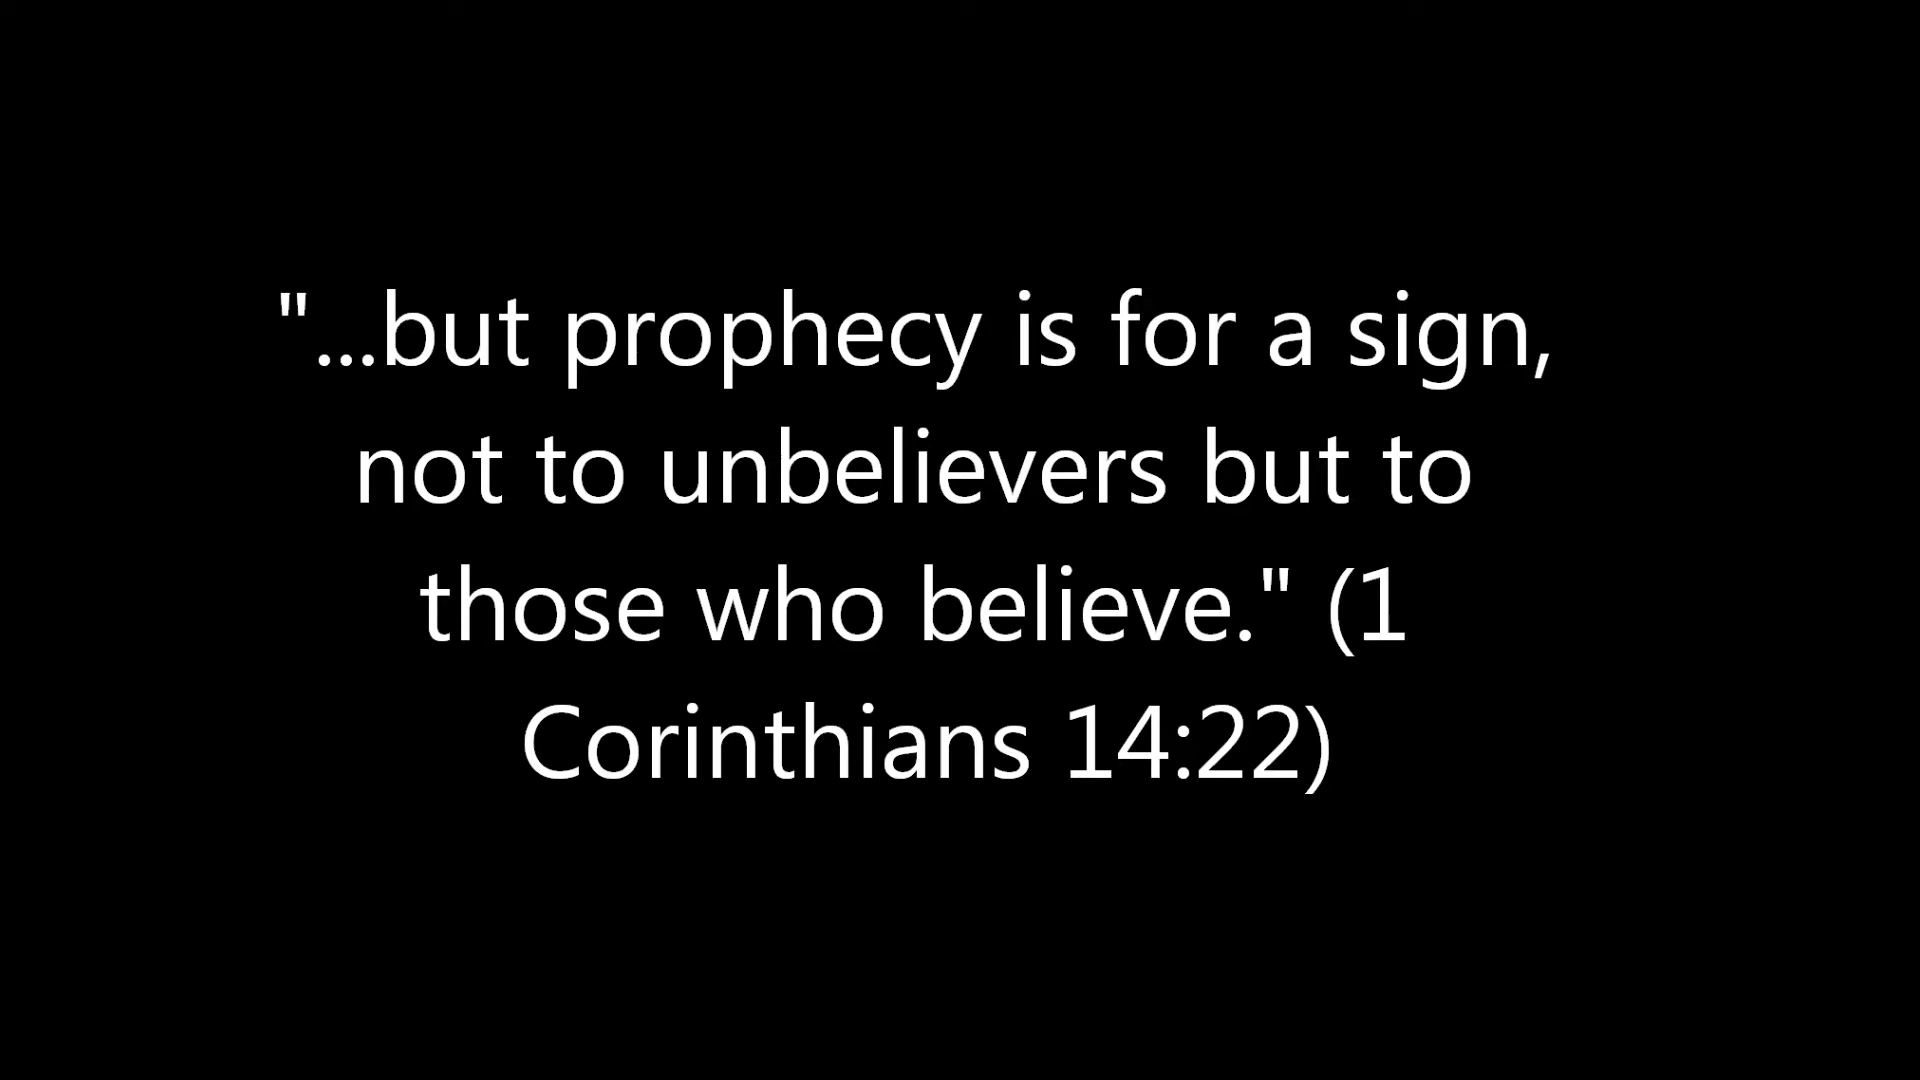 "...but prophecy is for a sign,
not to unbelievers but to
those who believe." (1
Corinthians 14:22)